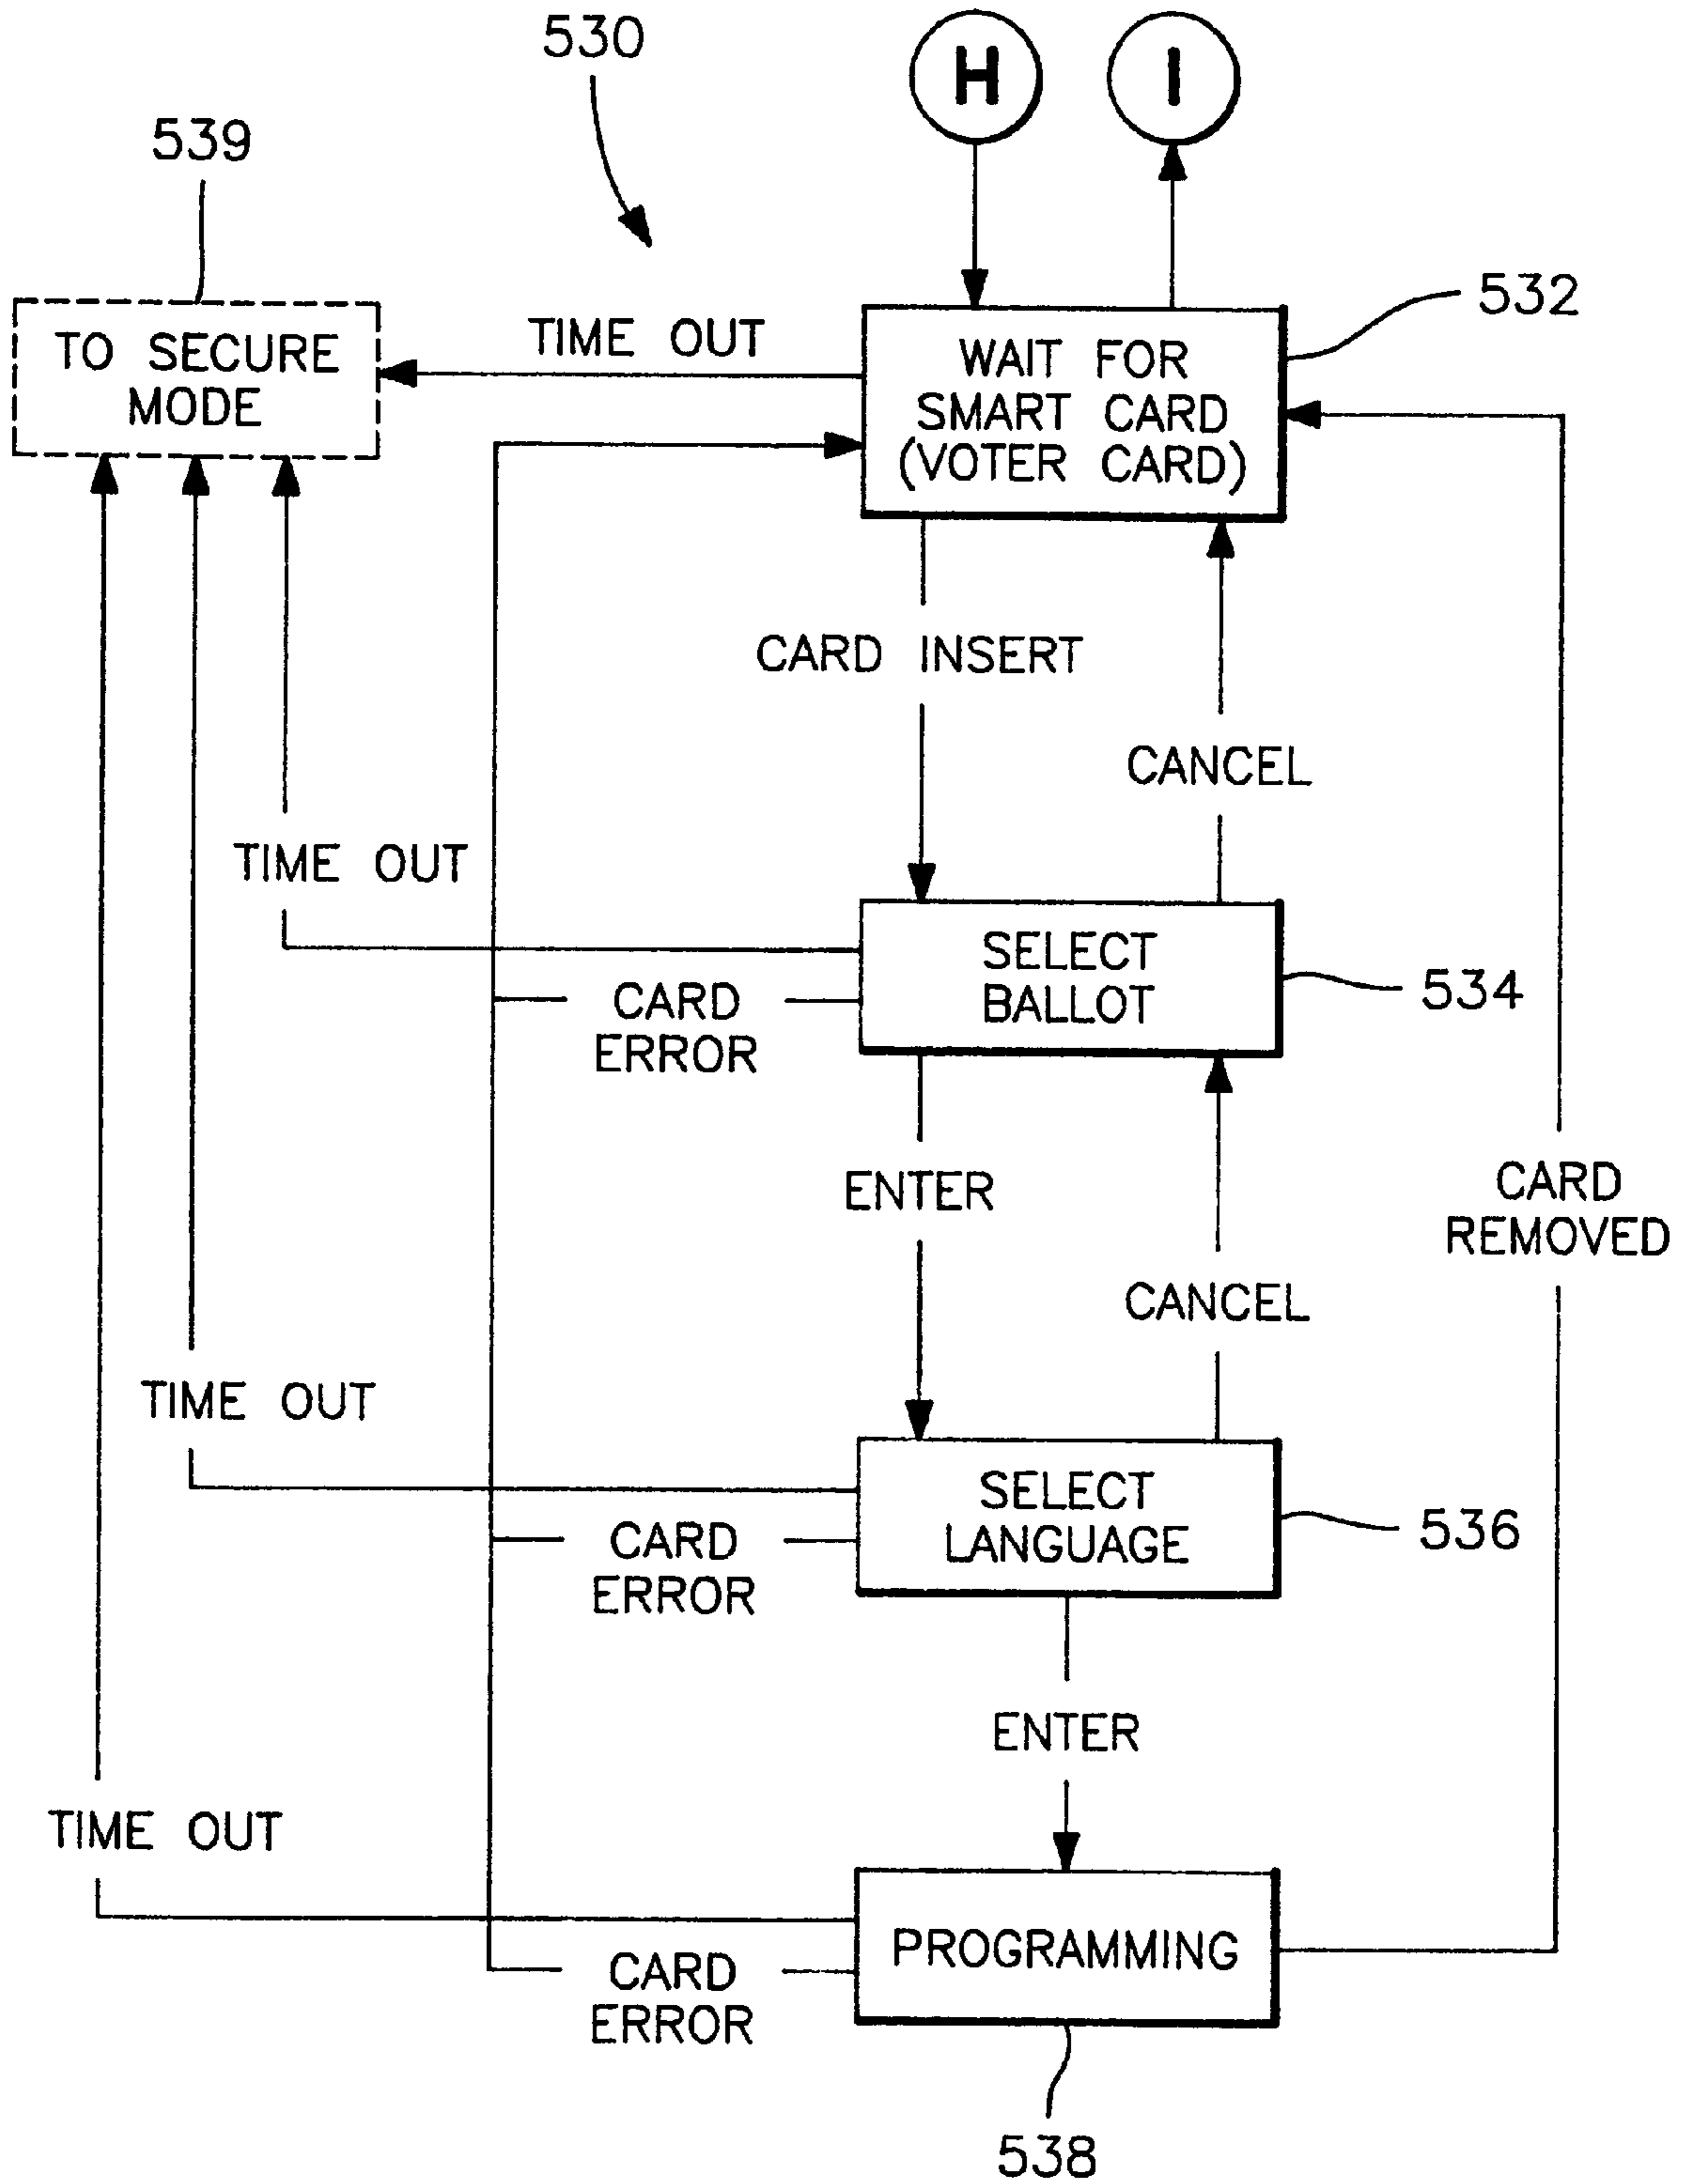 530
H
I
539
532
TO SECURE
MODE
TIME OUT
WAIT FOR
SMART CARD
(VOTER CARD)
CARD INSERT
CANCEL
TIME OUT
SELECT
BALLOT
534
CARD
ERROR
ENTER
CARD
REMOVED
CANCEL
TIME OUT
SELECT
LANGUAGE
536
CARD
ERROR
ENTER
TIME OUT
PROGRAMMING
CARD
ERROR
538